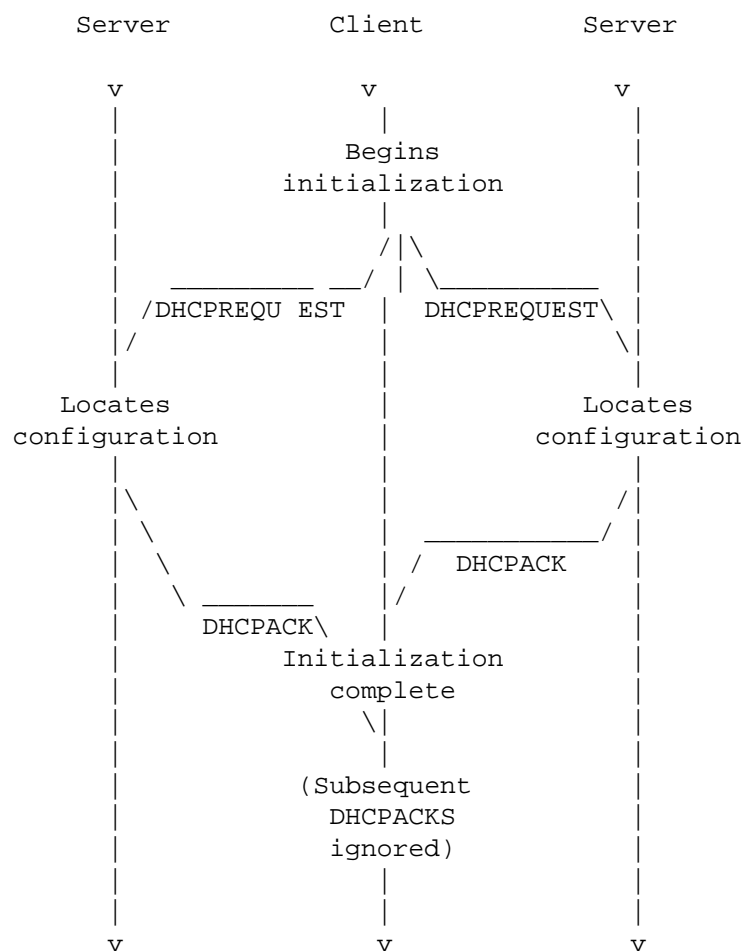 Server Client Server
v v v
Begins
initialization
DHCPREQU EST DHCPREQUEST
Locates Locates
configuration configuration
DHCPACK
DHCPACK
Initialization
complete
(Subsequent
DHCPACKS
ignored)
v v v